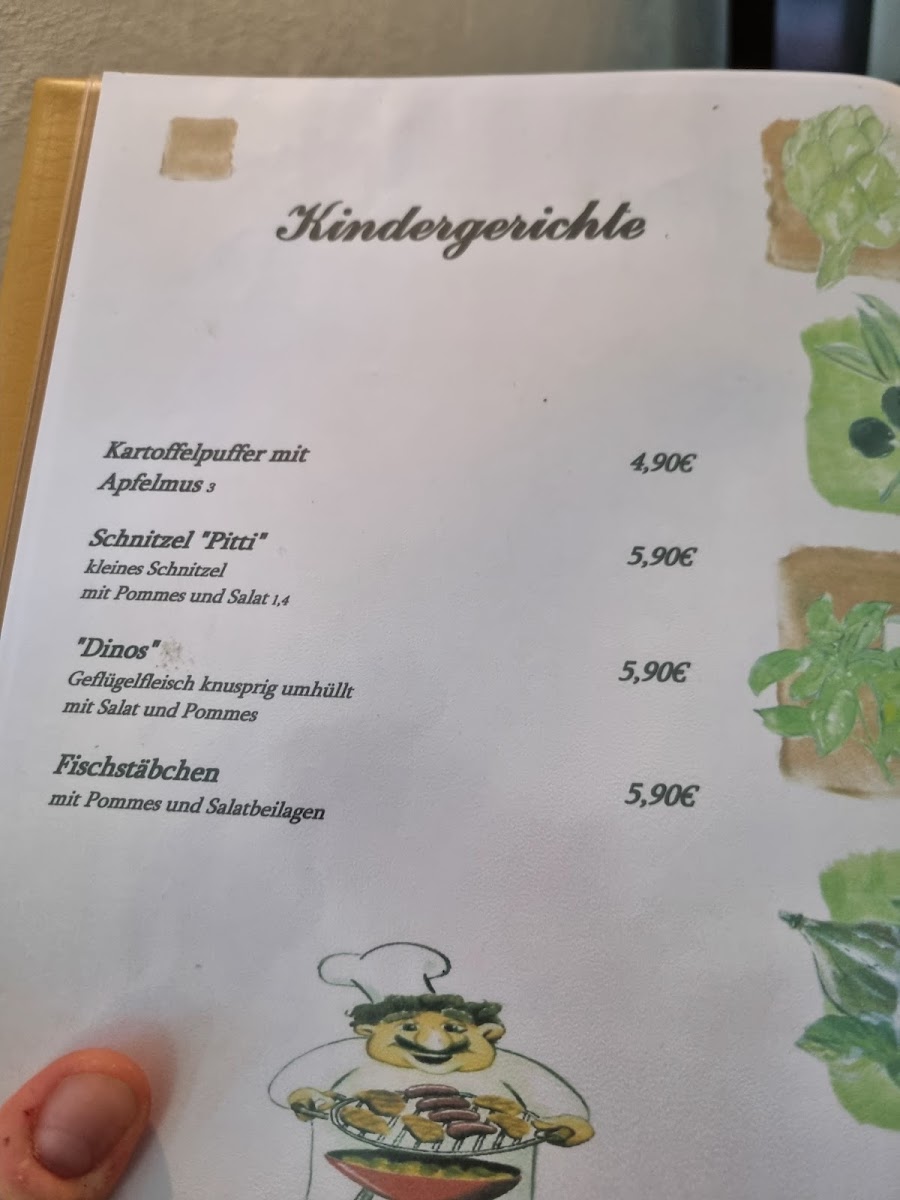 Kindergerichte
Kartoffelpuffer mit 4,90€
Apfelmus 3
Schnitzel "Pitti" 5,90€
kleines Schnitzel
mit Pommes und Salat 1,4
"Dinos" 5,90€
Geflügelfleisch knusprig umhüllt
mit Salat und Pommes
Fischstäbchen 5,90€
mit Pommes und Salatbeilagen